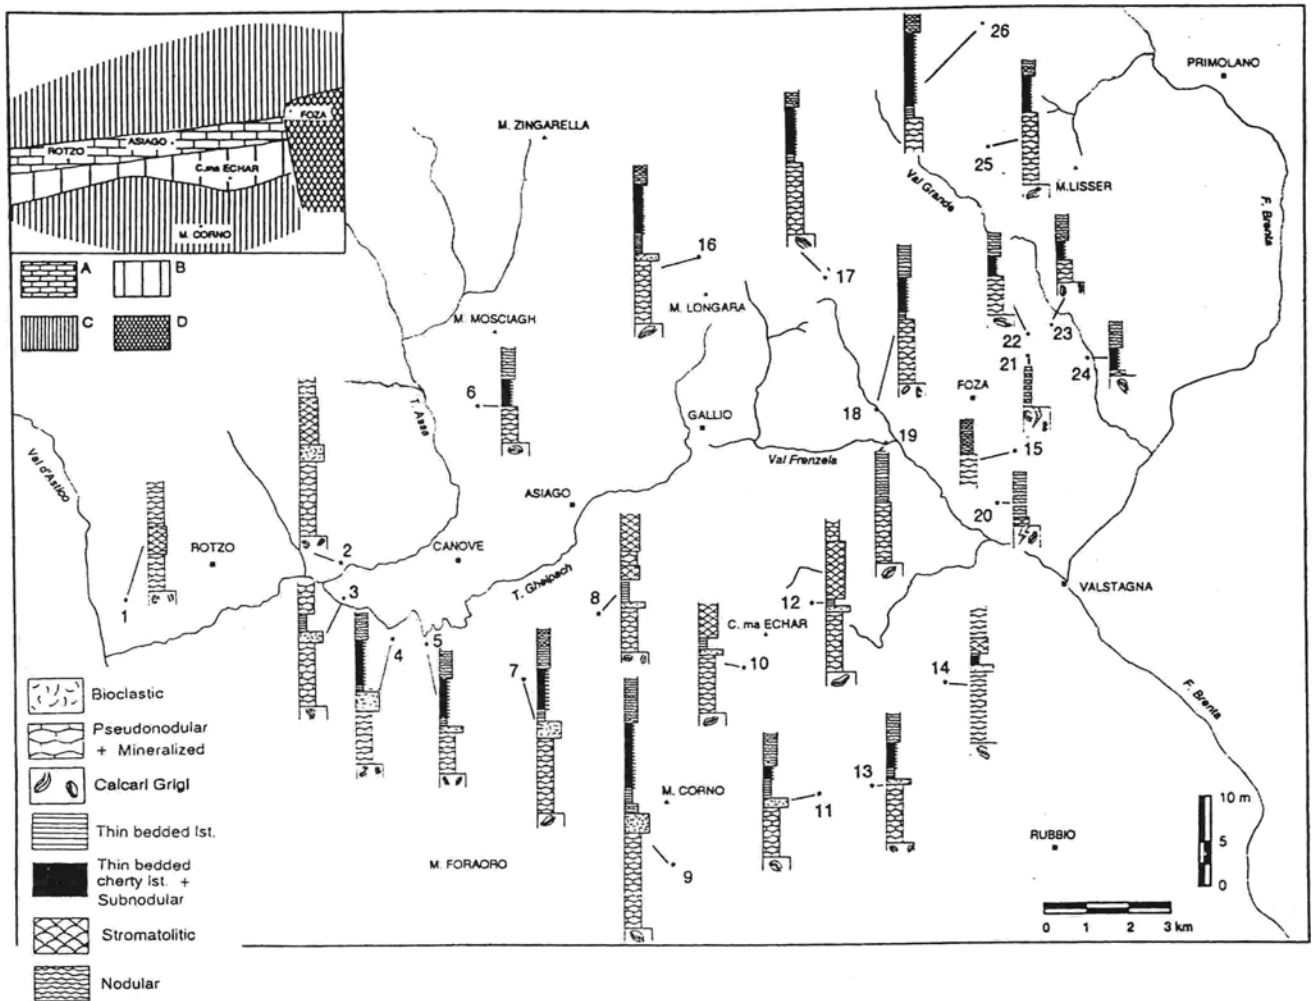 FOZA
ASIAGO
ROTZO
C.ma ECHAR
M. CORNO
A
B
C
D
26
PRIMOLANO
M. ZINGARELLA
25
M.LISSER
Val Grande
F. Brenta
16
17
M. LONGARA
M. MOSCIAGH
22
23
21
24
6
T. Assa
FOZA
GALLIO
18
19
15
Val Frenzela
Val d'Astico
ASIAGO
20
ROTZO
2
CANOVE
T. Ghelpach
VALSTAGNA
1
3
8
12
C. ma ECHAR
4
5
7
10
14
F. Brenta
Bioclastic
Pseudonodular
+ Mineralized
Calcari Grigi
13
M. CORNO
11
10 m
5
0
Thin bedded lst.
RUBBIO
M. FORAORO
9
Thin bedded
cherty lst. +
Subnodular
0 1 2 3 km
Stromatolitic
Nodular